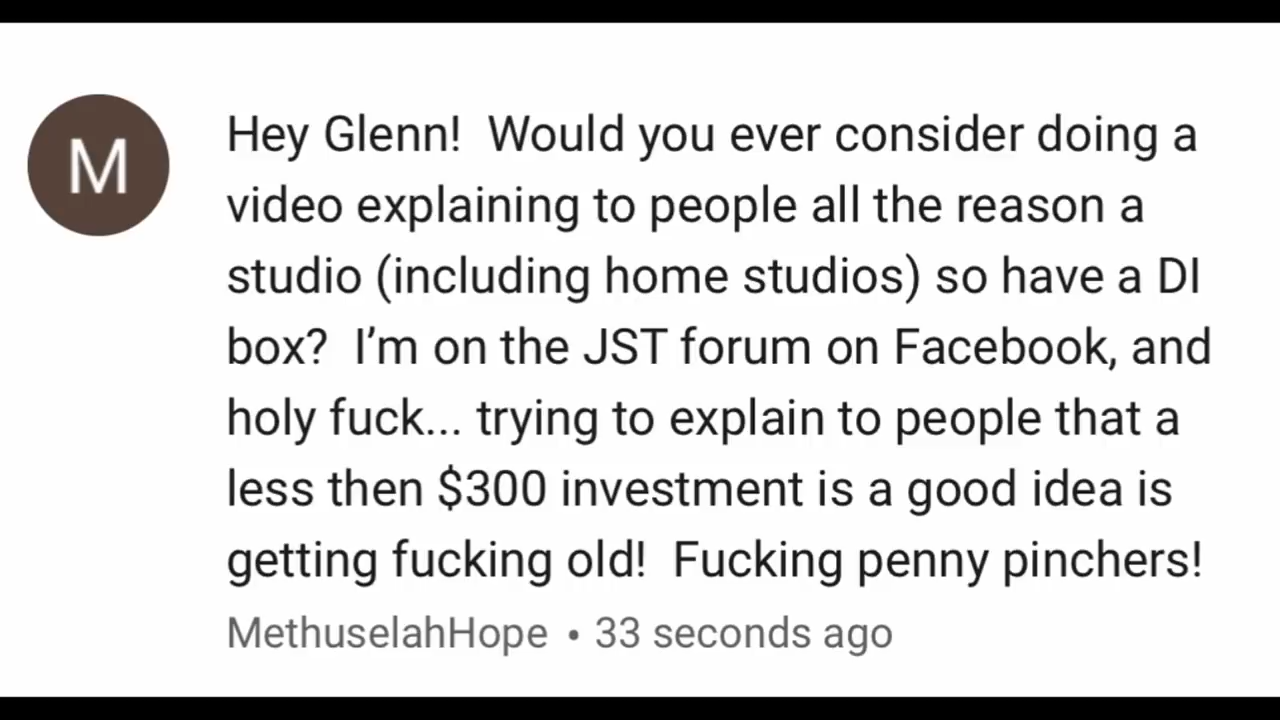 M
Hey Glenn!  Would you ever consider doing a
video explaining to people all the reason a
studio (including home studios) so have a DI
box?  I’m on the JST forum on Facebook, and
holy fuck... trying to explain to people that a
less then $300 investment is a good idea is
getting fucking old!  Fucking penny pinchers!
MethuselahHope • 33 seconds ago